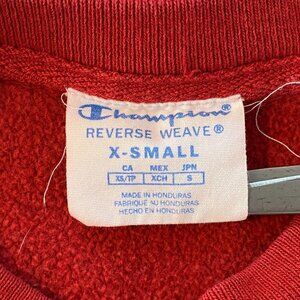 Champion®
REVERSE WEAVE®
X-SMALL
CA MEX JPN
XS/TP XCH S
MADE IN HONDURAS
FABRIQUÉ AU HONDURAS
HECHO EN HONDURAS